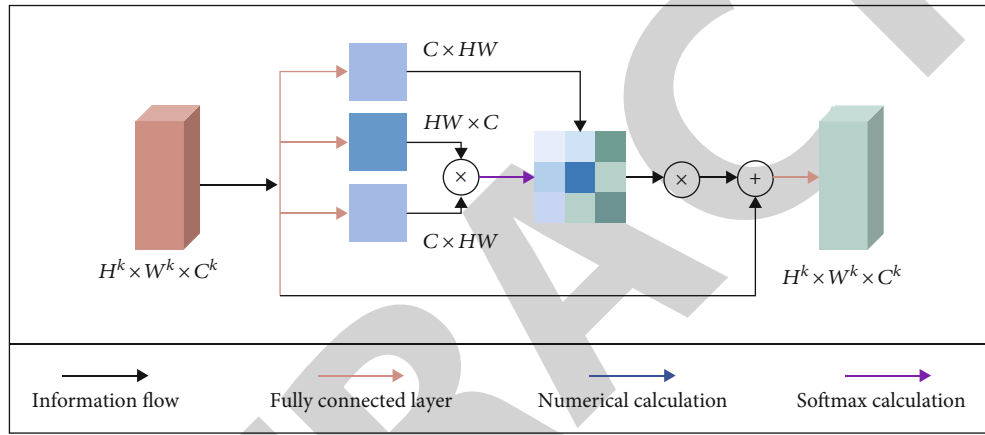 C × HW
HW × C
×
C × HW
×
+
H^k × W^k × C^k
H^k × W^k × C^k
Information flow
Fully connected layer
Numerical calculation
Softmax calculation